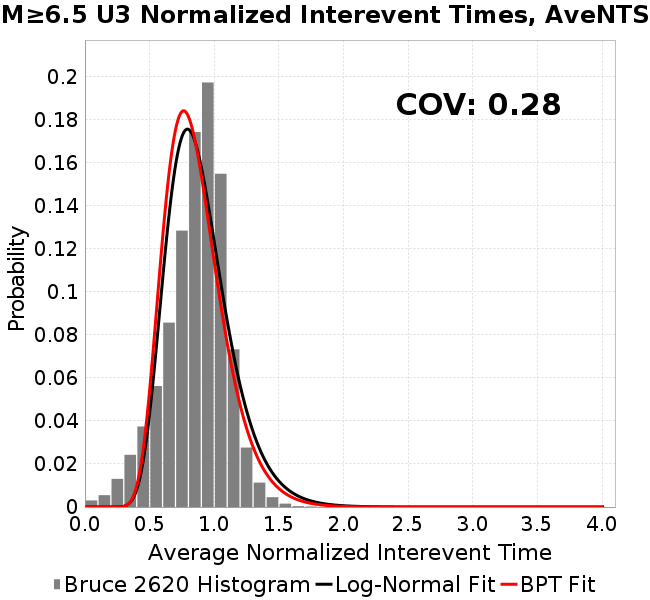 M≥6.5 U3 Normalized Interevent Times, AveNTS
COV: 0.28
Probability
0.2
0.18
0.16
0.14
0.12
0.1
0.08
0.06
0.04
0.02
0
0.0 0.5 1.0 1.5 2.0 2.5 3.0 3.5 4.0
Average Normalized Interevent Time
Bruce 2620 Histogram Log-Normal Fit BPT Fit